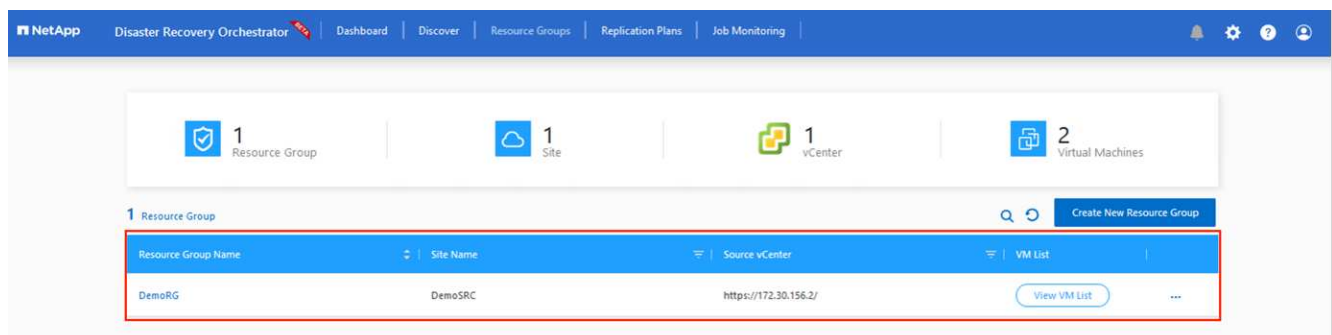 NetApp Disaster Recovery Orchestrator BETA Dashboard Discover Resource Groups Replication Plans Job Monitoring
1 Resource Group
1 Site
1 vCenter
2 Virtual Machines
1 Resource Group Create New Resource Group
Resource Group Name Site Name Source vCenter VM List
DemoRG DemoSRC https://172.30.156.2/ View VM List ...